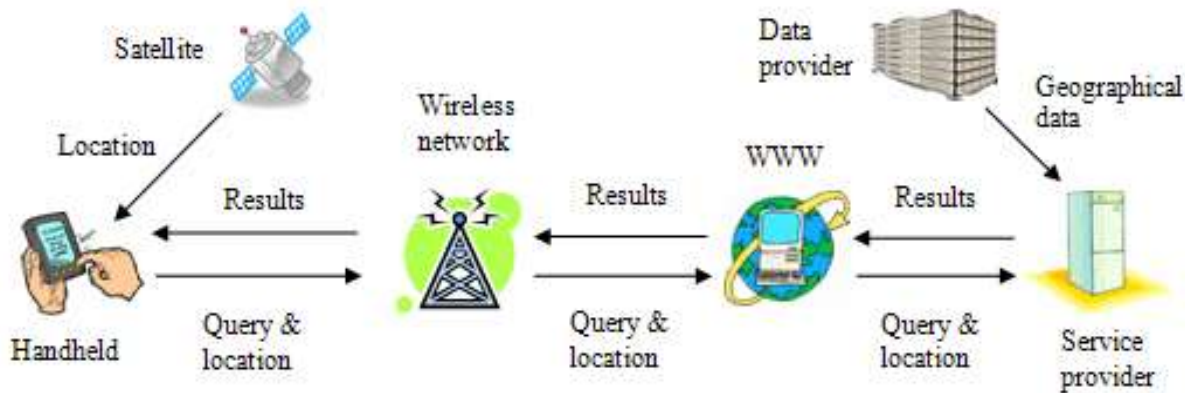 Satellite
Data
provider
Wireless
network
Geographical
data
Location
WWW
Results
Results
Results
Query &
location
Query &
location
Query &
location
Handheld
Service
provider